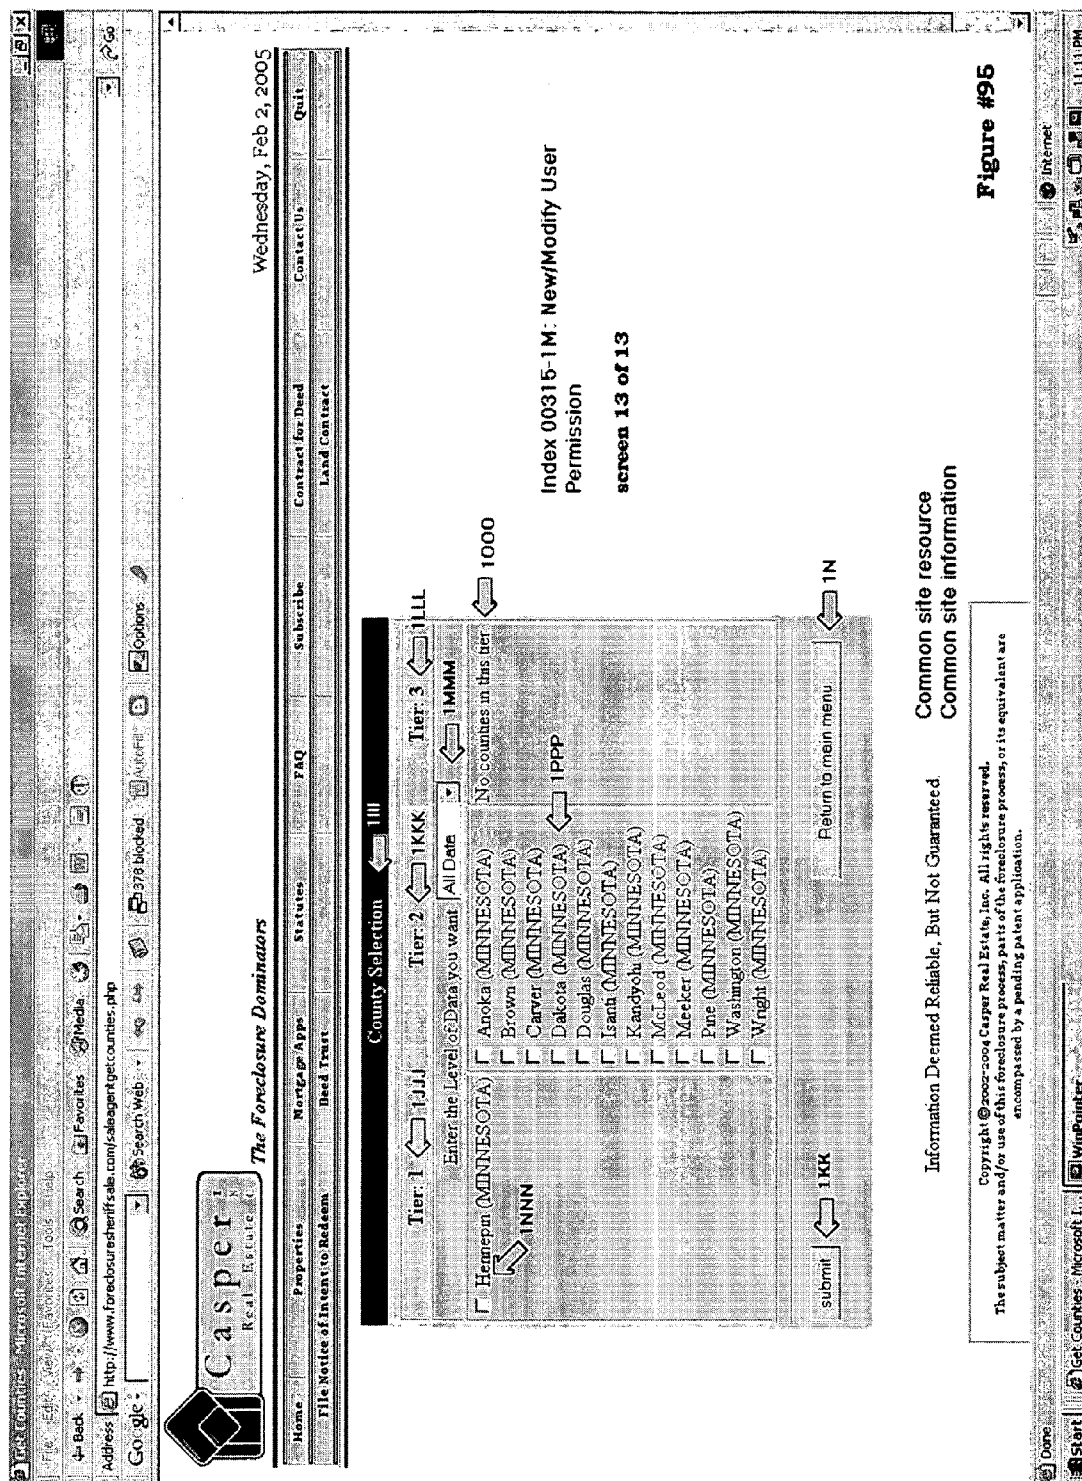 Get Counties - Microsoft Internet Explorer
File Edit View Favorites Tools Help
Back Search Favorites Media
Address http://www.foreclosuresheriffsale.com/saleagentgetcounties.php Go
Google Search Web 378 blocked AutoFill Options
Casper
Real Estate, Inc
The Foreclosure Dominators
Wednesday, Feb 2, 2005
Home Properties Mortgage Apps Statutes FAQ Subscribe Contract for Deed Contact Us Quit
File Notice of Intent to Redeem Deed Trust Land Contract
County Selection 1III
Tier: 1 1JJJ Tier: 2 1KKK Tier: 3 1LLL
Enter the Level of Data you want All Data 1MMM
Hennepin (MINNESOTA)
1NNN
Anoka (MINNESOTA)
Brown (MINNESOTA)
Carver (MINNESOTA)
Dakota (MINNESOTA) 1PPP
Douglas (MINNESOTA)
Isanti (MINNESOTA)
Kandyohi (MINNESOTA)
McLeod (MINNESOTA)
Meeker (MINNESOTA)
Pine (MINNESOTA)
Washington (MINNESOTA)
Wright (MINNESOTA)
No counties in this tier 1OOO
submit 1KK Return to main menu 1N
Index 00315-1M: New/Modify User
Permission
screen 13 of 13
Information Deemed Reliable, But Not Guaranteed
Common site resource
Common site information
Copyright ©2002-2004 Casper Real Estate, Inc. All rights reserved.
The subject matter and/or use of this foreclosure process, parts of the foreclosure process, or its equivalent are
encompassed by a pending patent application.
Figure #95
Done Internet
Start Get Counties - Microsoft I... WinPointer 11:11 PM